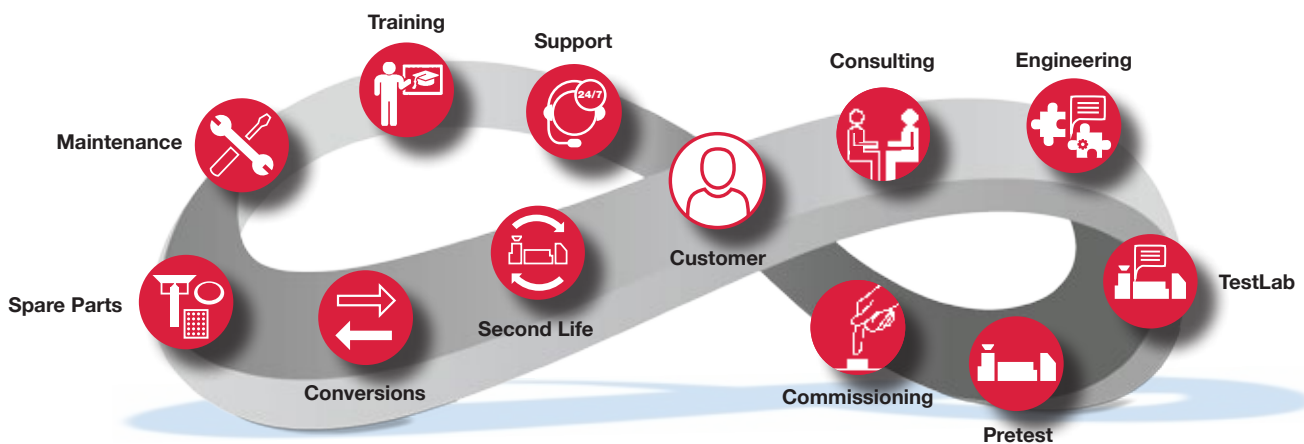 Training
Support
Consulting
Engineering
24/7
Maintenance
Customer
TestLab
Spare Parts
Second Life
Conversions
Commissioning
Pretest